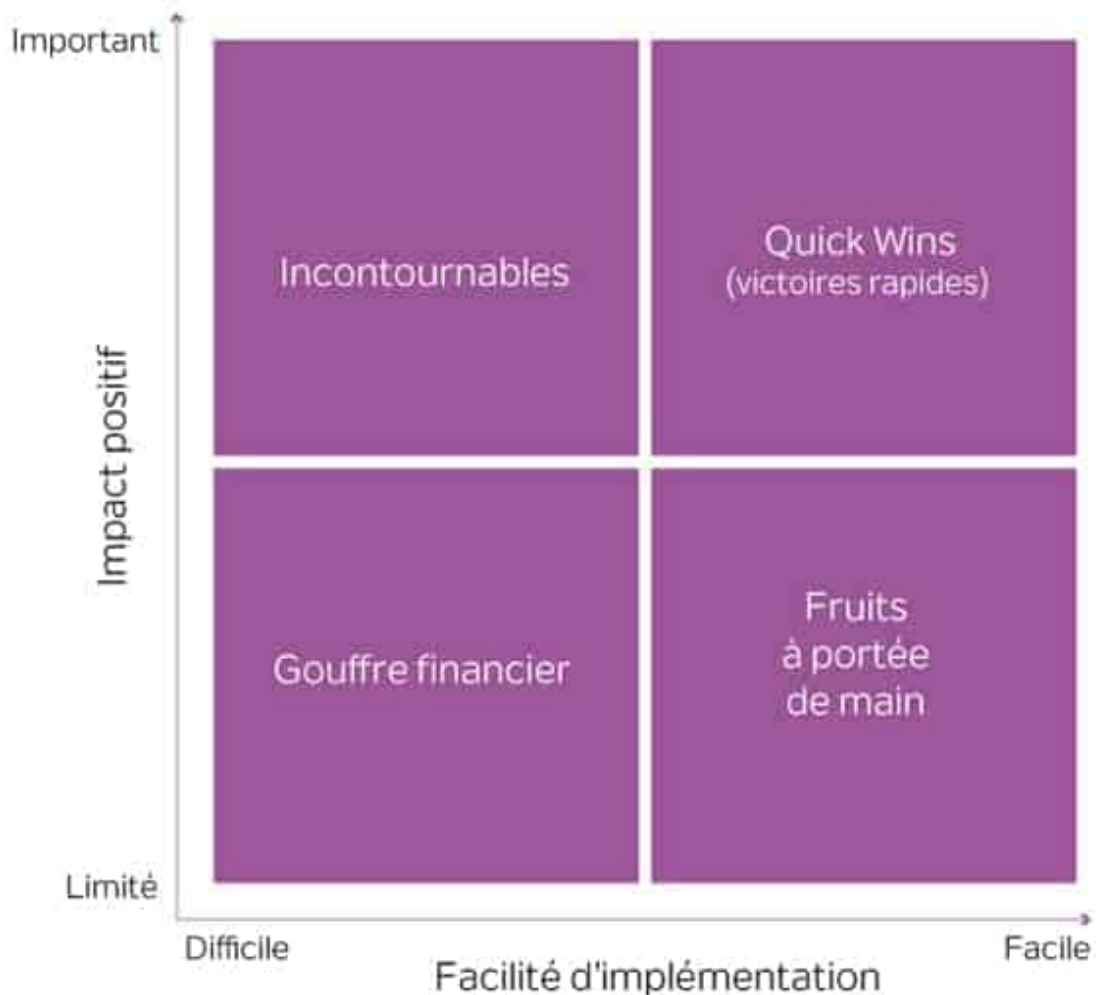 Important
Incontournables
Quick Wins
(victoires rapides)
Impact positif
Gouffre financier
Fruits
à portée
de main
Limité
Difficile
Facile
Facilité d'implémentation